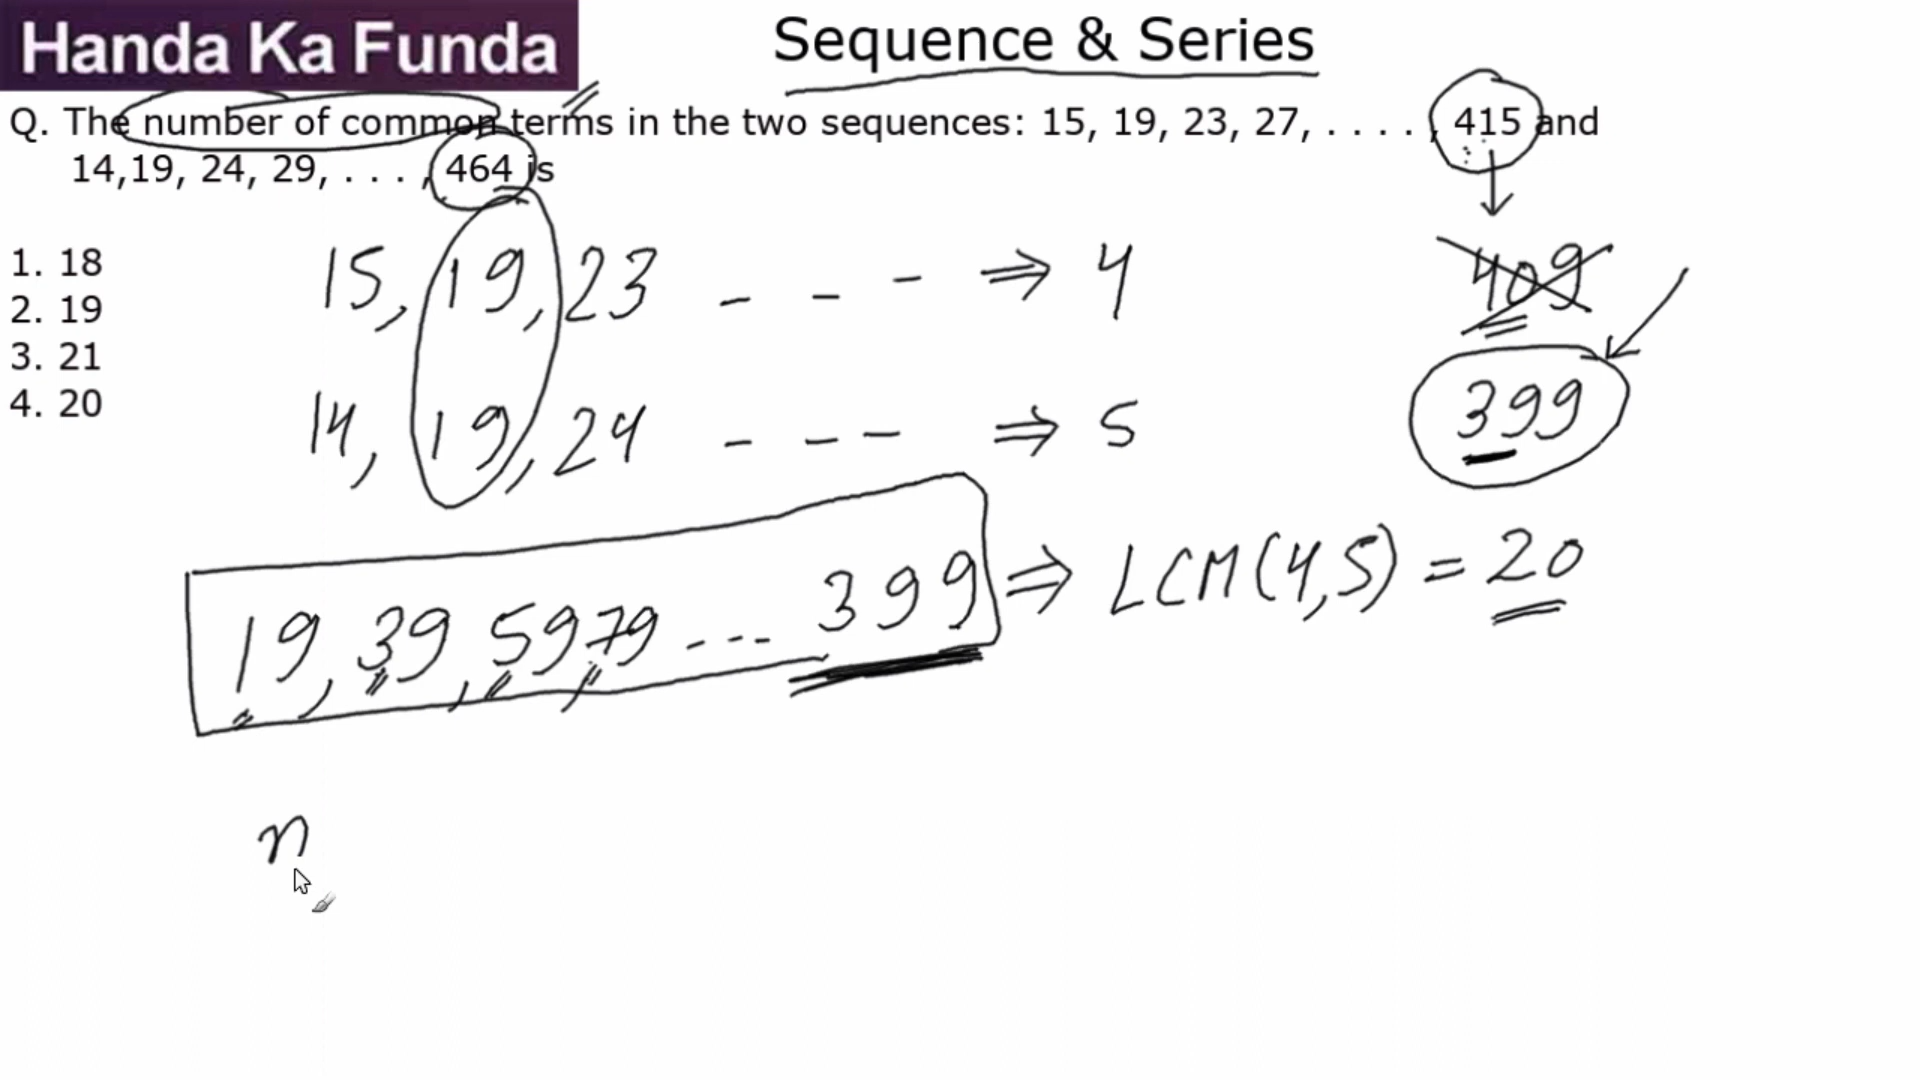 Handa Ka Funda
Sequence & Series
Q. The number of common terms in the two sequences: 15, 19, 23, 27, . . . . , 415 and
14,19, 24, 29, . . . , 464 is
1. 18
2. 19
3. 21
4. 20
15, 19, 23 - - - ⇒ 4
409
14, 19, 24 - - - ⇒ 5
399
19, 39, 59, 79 --- 399 ⇒ LCM(4,5) = 20
n